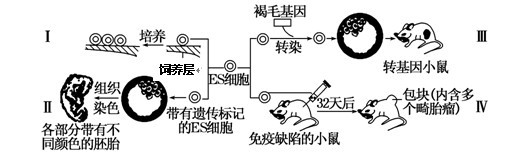 Ⅰ
培养
饲养层
ES细胞
褐毛基因
转染
Ⅲ
转基因小鼠
Ⅱ
组织
染色
各部分带有不
同颜色的胚胎
带有遗传标记
的ES细胞
免疫缺陷的小鼠
32天后
包块(内含多
个畸胎瘤)
Ⅳ